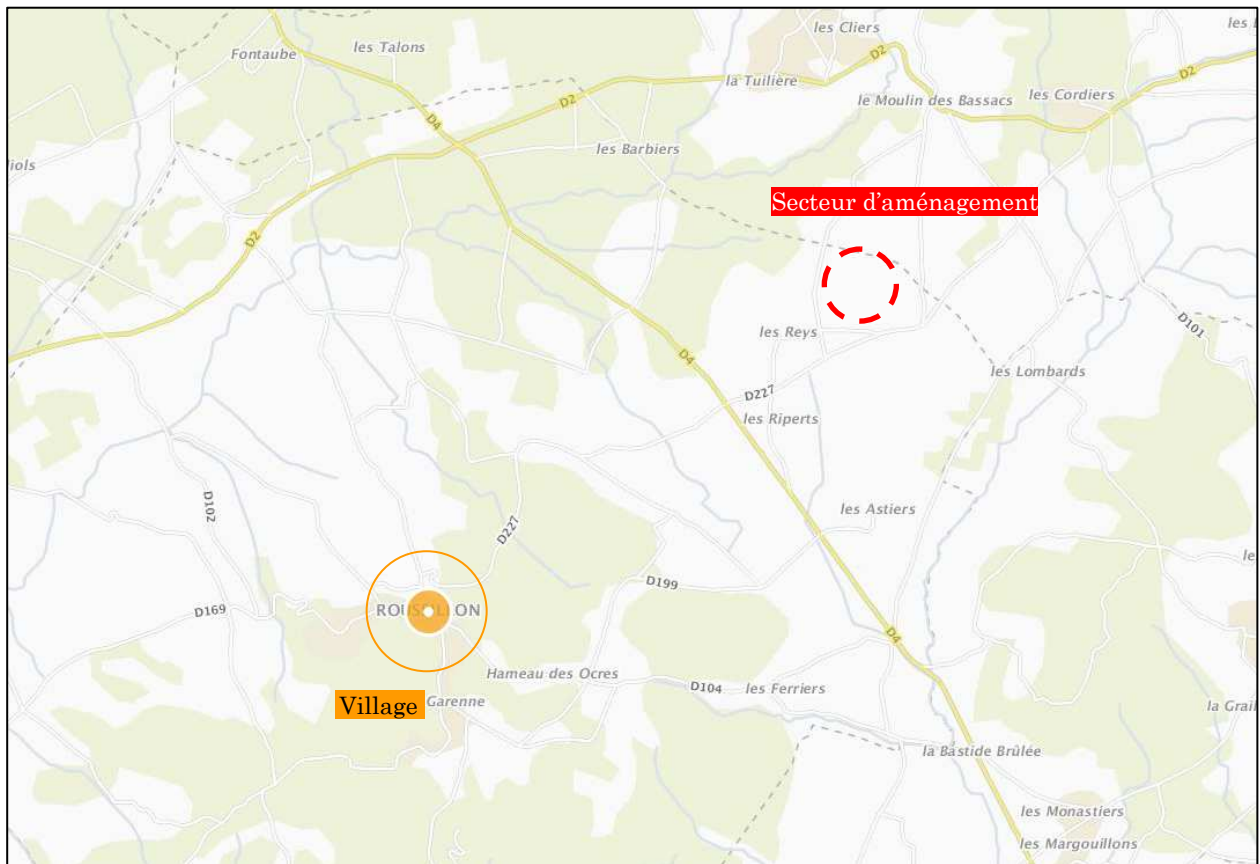 les Cliers
les Talons
Fontaube
D2
la Tuilière
D2
le Moulin des Bassacs
les Cordiers
D2
D4
les Barbiers
Secteur d'aménagement
D2
D101
les Reys
D4
les Lombards
D227
les Riperts
D102
les Astiers
D227
D199
ROUSSILLON
D169
D4
Hameau des Ocres
D104
les Ferriers
Village
Garenne
la Bastide Brûlée
les Monastiers
les Margouillons